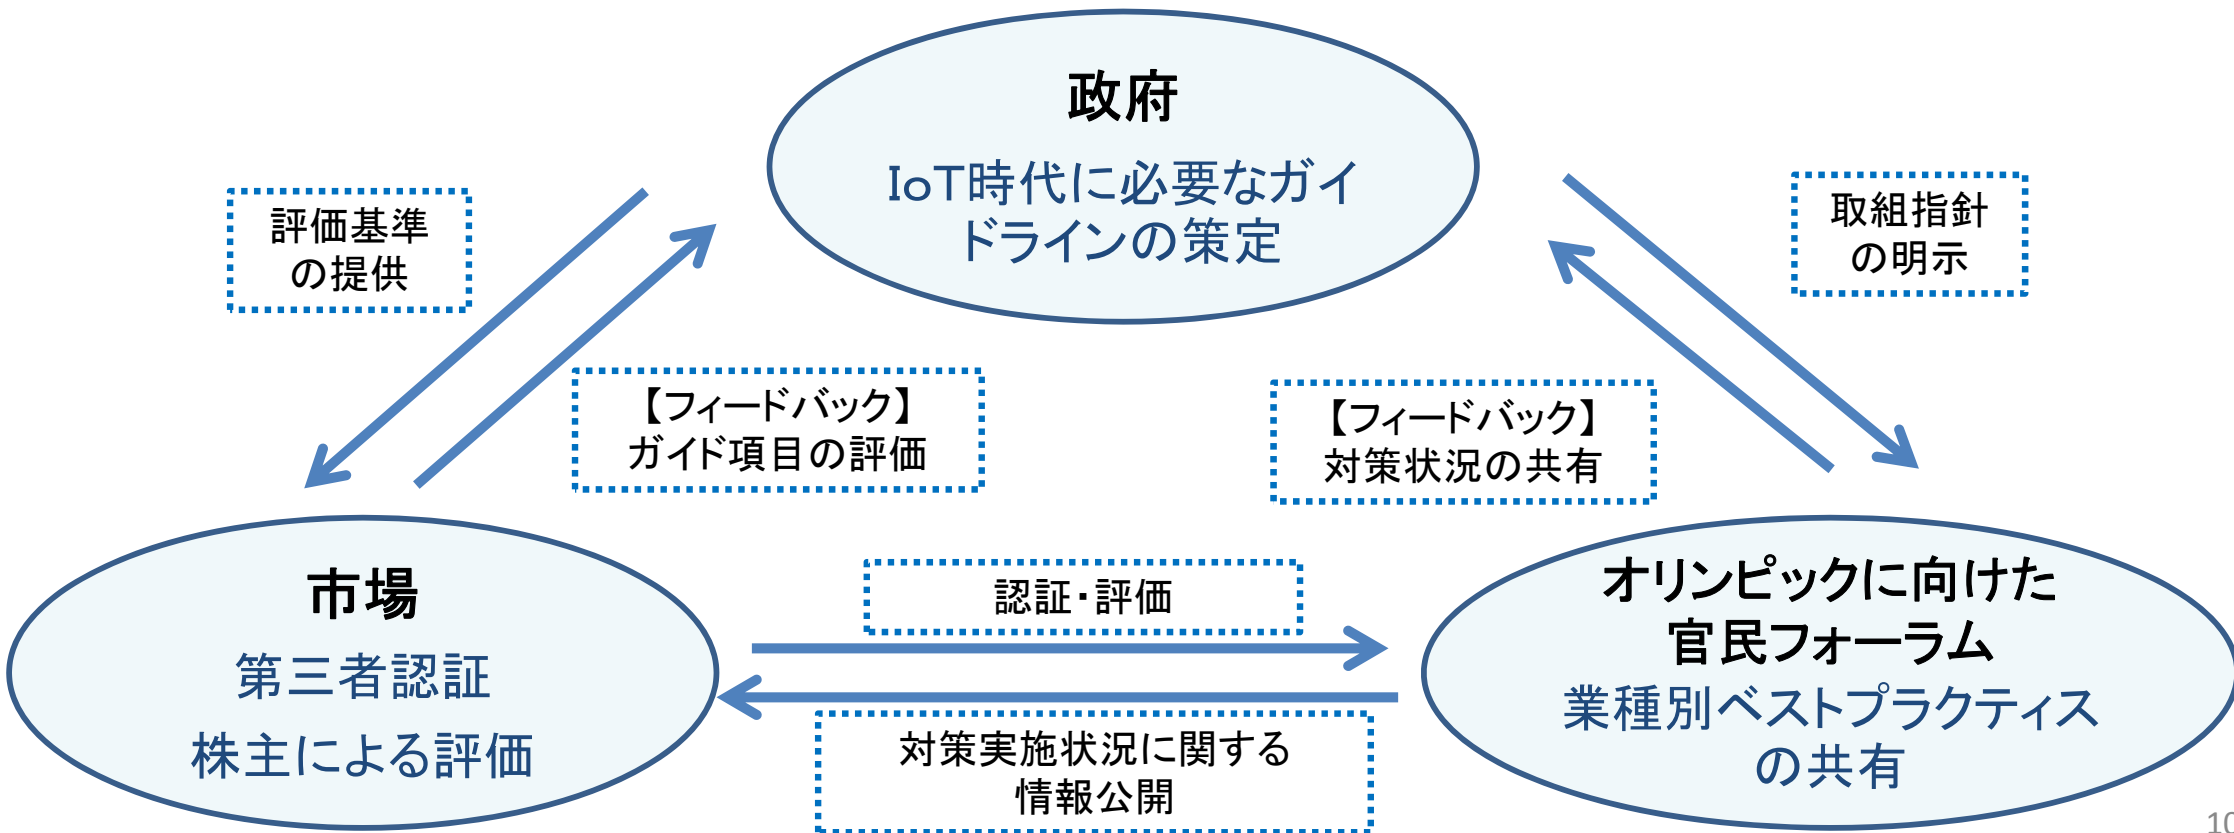 政府
IoT時代に必要なガイ
ドラインの策定
評価基準
の提供
取組指針
の明示
【フィードバック】
ガイド項目の評価
【フィードバック】
対策状況の共有
市場
第三者認証
株主による評価
認証・評価
対策実施状況に関する
情報公開
オリンピックに向けた
官民フォーラム
業種別ベストプラクティス
の共有
10